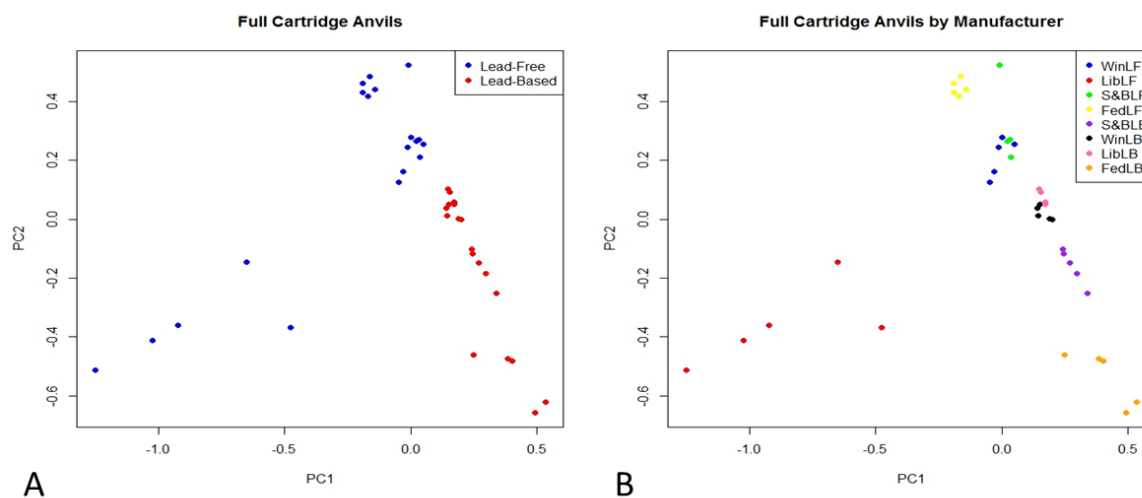 Full Cartridge Anvils
Lead-Free
Lead-Based
PC2
0.4
0.2
0.0
-0.2
-0.4
-0.6
-1.0
-0.5
0.0
0.5
PC1
A
Full Cartridge Anvils by Manufacturer
WinLF
LibLF
S&BLF
FedLF
S&BLB
WinLB
LibLB
FedLB
PC2
0.4
0.2
0.0
-0.2
-0.4
-0.6
-1.0
-0.5
0.0
0.5
PC1
B